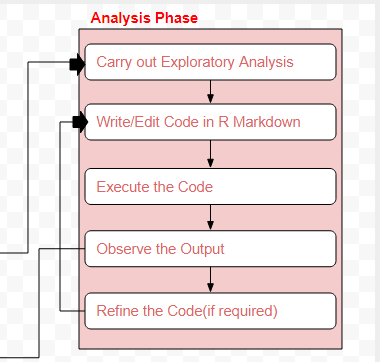 Analysis Phase
Carry out Exploratory Analysis
Write/Edit Code in R Markdown
Execute the Code
Observe the Output
Refine the Code(if required)